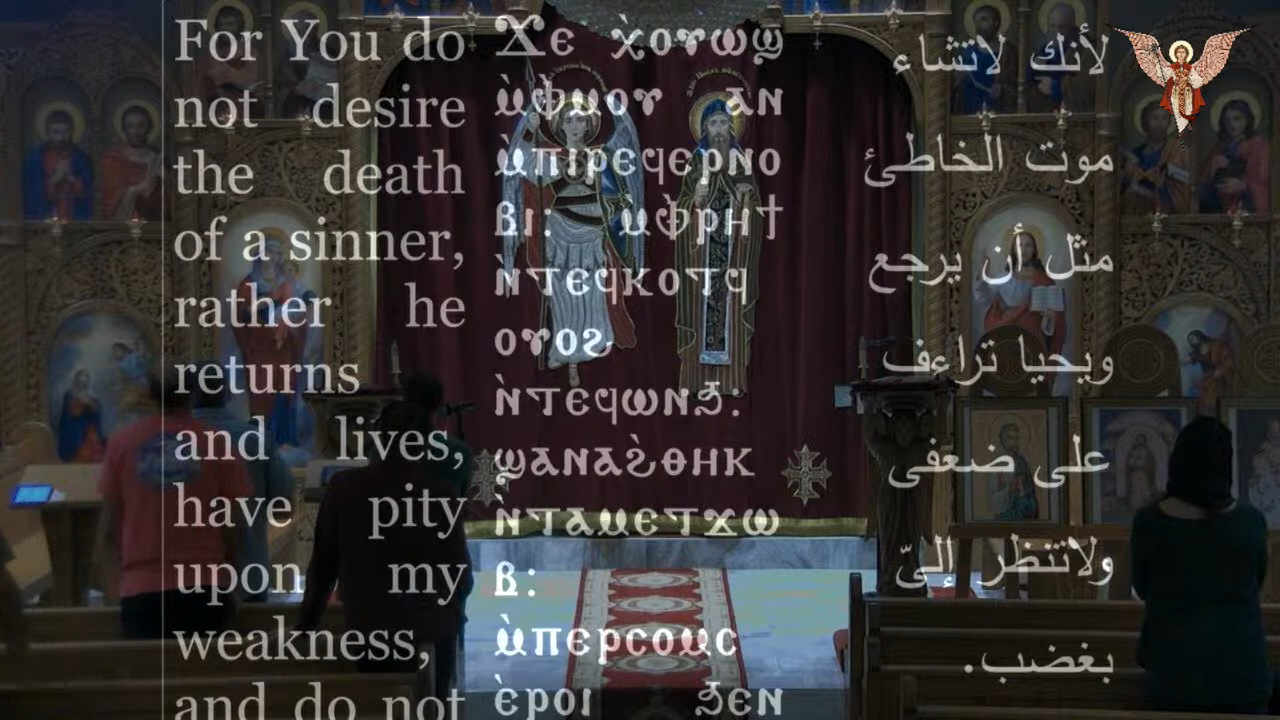 For You do
not desire
the death
of a sinner,
rather he
returns
and lives,
have pity
upon my
weakness,
and do not
Ϫⲉ ⲭ̀ⲟⲩⲱϣ
ⲙ̀ⲫ̀ⲙⲟⲩ ⲁⲛ
ⲙ̀ⲡⲓⲣⲉϥⲉⲣⲛⲟ
ⲃⲓ: ⲙ̀ⲫ̀ⲣⲏϯ
ⲛ̀ⲧⲉϥⲕⲟⲧϥ
ⲟⲩⲟϩ
ⲛ̀ⲧⲉϥⲱⲛϧ:
ϣⲁⲛⲁϩ̀ⲑⲏⲕ
ⲛ̀ⲧⲁⲙⲉⲧϫⲱ
ⲃ:
ⲙ̀ⲡⲉⲣⲥⲟⲙⲥ
ⲉ̀ⲣⲟⲓ ϧⲉⲛ
لأنك لاتشاء
موت الخاطئ
مثل أن يرجع
ويحيا تراءف
على ضعفى
ولاتنظر إلىّ
بغضب.